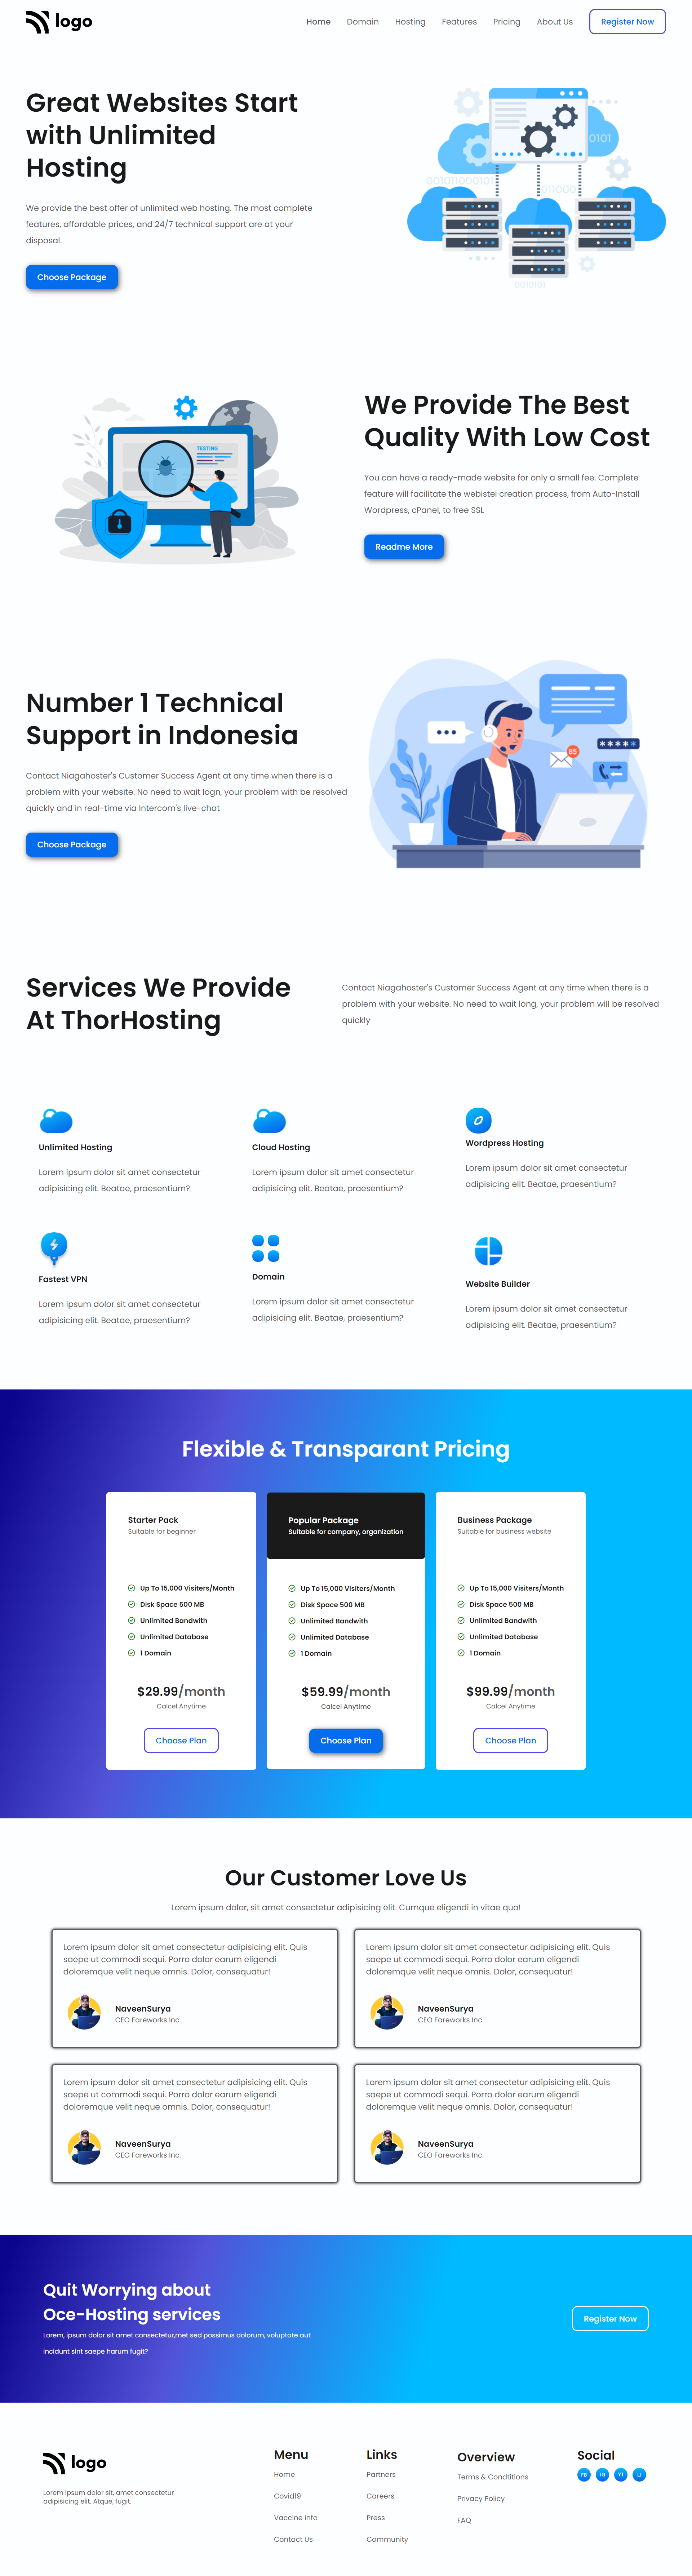 logo
Home Domain Hosting Features Pricing About Us Register Now
Great Websites Start
with Unlimited
Hosting
We provide the best offer of unlimited web hosting. The most complete
features, affordable prices, and 24/7 technical support are at your
disposal.
Choose Package
0101
001011000101
011000
0010101
TESTING
We Provide The Best
Quality With Low Cost
You can have a ready-made website for only a small fee. Complete
feature will facilitate the webistei creation process, from Auto-Install
Wordpress, cPanel, to free SSL
Readme More
Number 1 Technical
Support in Indonesia
Contact Niagahoster's Customer Success Agent at any time when there is a
problem with your website. No need to wait logn, your problem with be resolved
quickly and in real-time via Intercom's live-chat
Choose Package
85
*****
Services We Provide
At ThorHosting
Contact Niagahoster's Customer Success Agent at any time when there is a
problem with your website. No need to wait long, your problem will be resolved
quickly
Unlimited Hosting
Lorem ipsum dolor sit amet consectetur
adipisicing elit. Beatae, praesentium?
Cloud Hosting
Lorem ipsum dolor sit amet consectetur
adipisicing elit. Beatae, praesentium?
Wordpress Hosting
Lorem ipsum dolor sit amet consectetur
adipisicing elit. Beatae, praesentium?
Fastest VPN
Lorem ipsum dolor sit amet consectetur
adipisicing elit. Beatae, praesentium?
Domain
Lorem ipsum dolor sit amet consectetur
adipisicing elit. Beatae, praesentium?
Website Builder
Lorem ipsum dolor sit amet consectetur
adipisicing elit. Beatae, praesentium?
Flexible & Transparant Pricing
Starter Pack
Suitable for beginner
Up To 15,000 Visiters/Month
Disk Space 500 MB
Unlimited Bandwith
Unlimited Database
1 Domain
$29.99/month
Calcel Anytime
Choose Plan
Popular Package
Suitable for company, organization
Up To 15,000 Visiters/Month
Disk Space 500 MB
Unlimited Bandwith
Unlimited Database
1 Domain
$59.99/month
Calcel Anytime
Choose Plan
Business Package
Suitable for business website
Up To 15,000 Visiters/Month
Disk Space 500 MB
Unlimited Bandwith
Unlimited Database
1 Domain
$99.99/month
Calcel Anytime
Choose Plan
Our Customer Love Us
Lorem ipsum dolor, sit amet consectetur adipisicing elit. Cumque eligendi in vitae quo!
Lorem ipsum dolor sit amet consectetur adipisicing elit. Quis
saepe ut commodi sequi. Porro dolor earum eligendi
doloremque velit neque omnis. Dolor, consequatur!
NaveenSurya
CEO Fareworks Inc.
Lorem ipsum dolor sit amet consectetur adipisicing elit. Quis
saepe ut commodi sequi. Porro dolor earum eligendi
doloremque velit neque omnis. Dolor, consequatur!
NaveenSurya
CEO Fareworks Inc.
Lorem ipsum dolor sit amet consectetur adipisicing elit. Quis
saepe ut commodi sequi. Porro dolor earum eligendi
doloremque velit neque omnis. Dolor, consequatur!
NaveenSurya
CEO Fareworks Inc.
Lorem ipsum dolor sit amet consectetur adipisicing elit. Quis
saepe ut commodi sequi. Porro dolor earum eligendi
doloremque velit neque omnis. Dolor, consequatur!
NaveenSurya
CEO Fareworks Inc.
Quit Worrying about
Oce-Hosting services
Lorem, ipsum dolor sit amet consectetur,met sed possimus dolorum, voluptate aut
incidunt sint saepe harum fugit?
Register Now
logo
Lorem ipsum dolor sit, amet consectetur
adipisicing elit. Atque, fugit.
Menu
Home
Covid19
Vaccine info
Contact Us
Links
Partners
Careers
Press
Community
Overview
Terms & Condtitions
Privacy Policy
FAQ
Social
FB IG YT LI